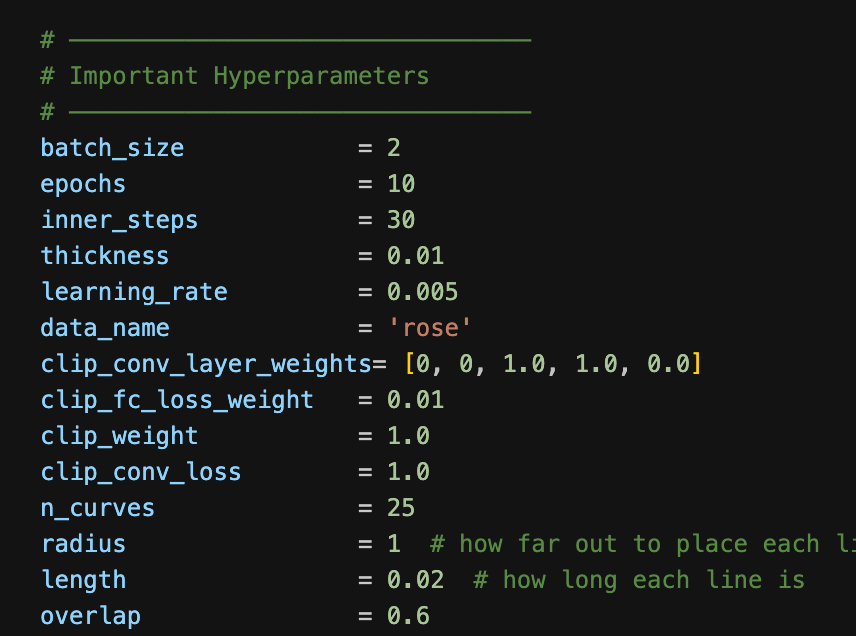 # ────────────────────────────────
# Important Hyperparameters
# ────────────────────────────────
batch_size            = 2
epochs                = 10
inner_steps           = 30
thickness             = 0.01
learning_rate         = 0.005
data_name             = 'rose'
clip_conv_layer_weights= [0, 0, 1.0, 1.0, 0.0]
clip_fc_loss_weight   = 0.01
clip_weight           = 1.0
clip_conv_loss        = 1.0
n_curves              = 25
radius                = 1  # how far out to place each
length                = 0.02  # how long each line is
overlap               = 0.6